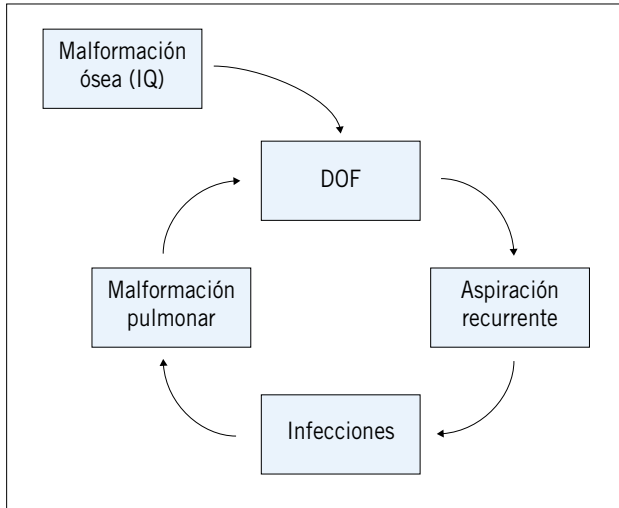 Malformación
ósea (IQ)
DOF
Malformación
pulmonar
Aspiración
recurrente
Infecciones